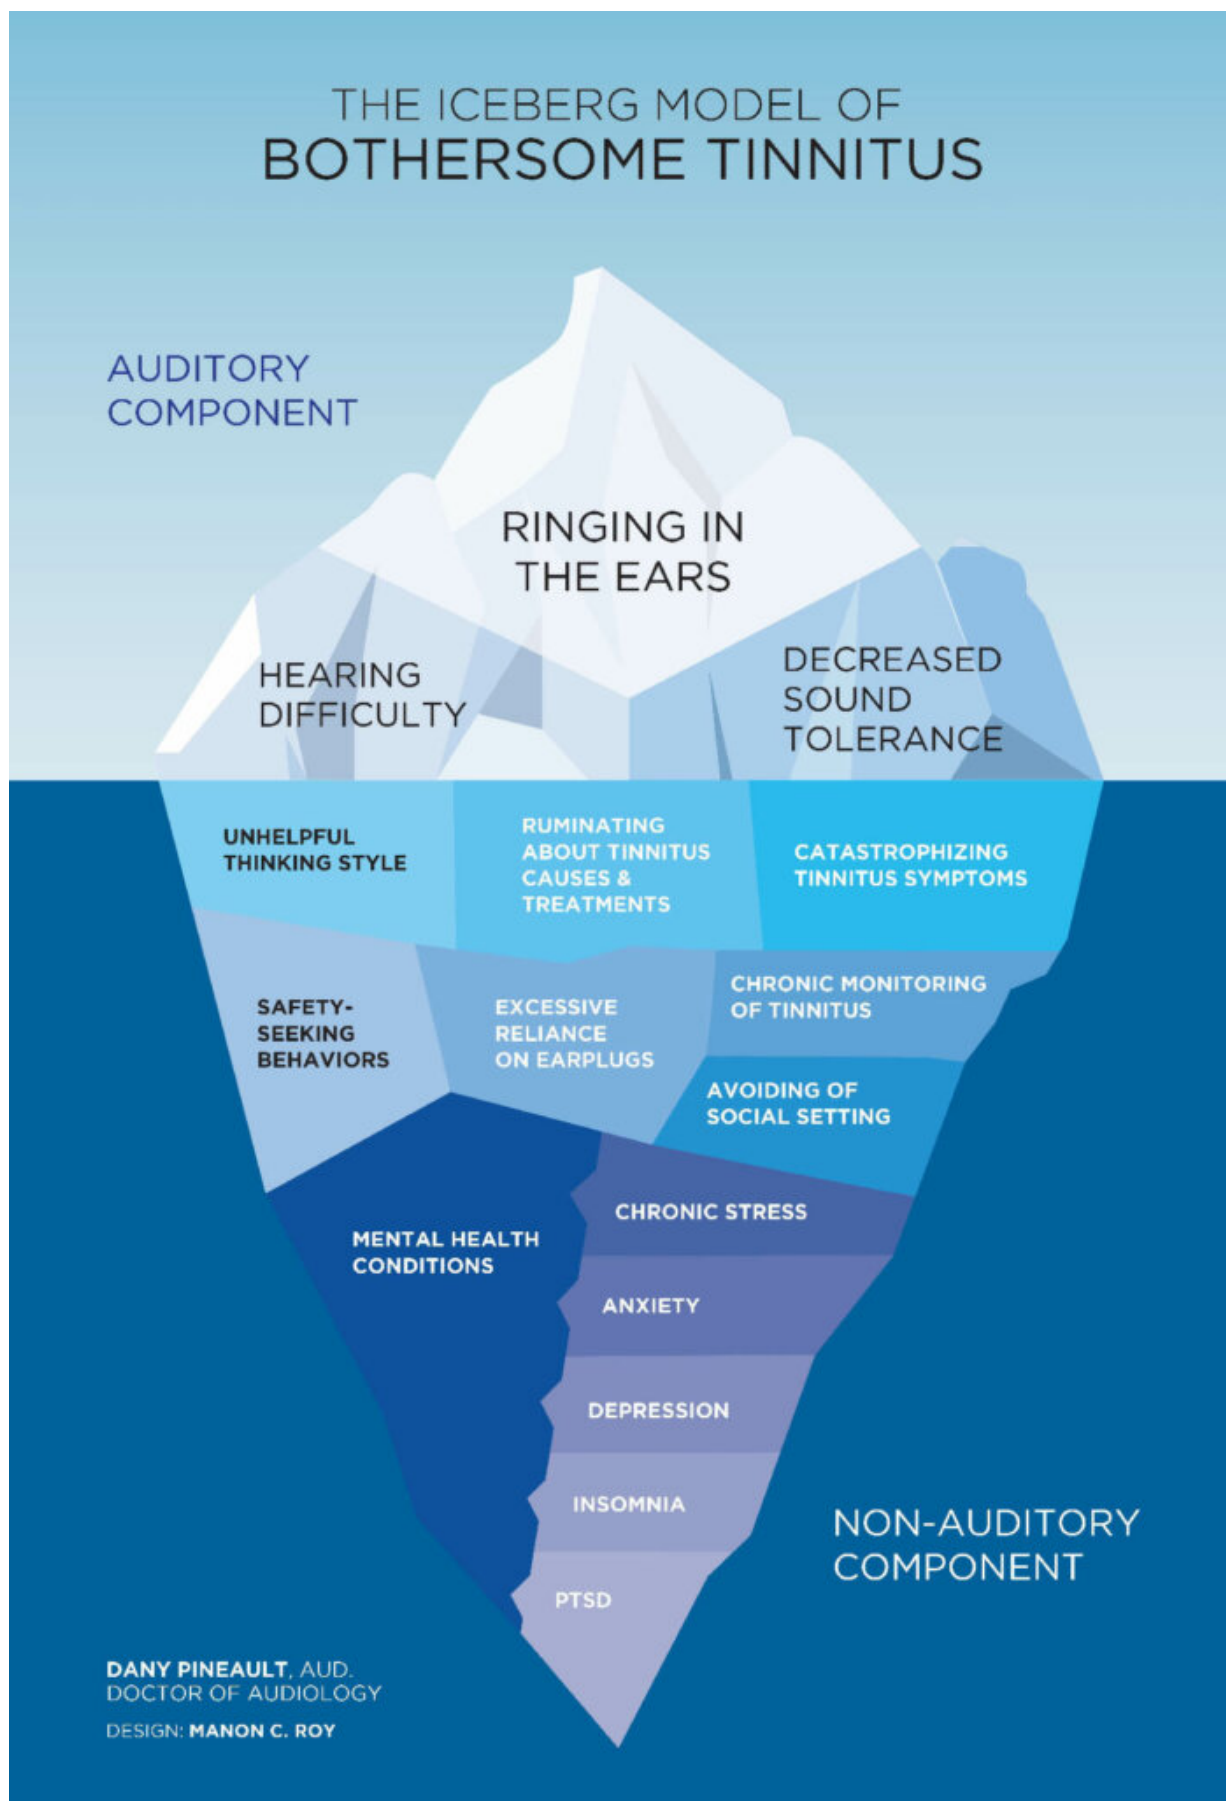 THE ICEBERG MODEL OF
BOTHERSOME TINNITUS
AUDITORY
COMPONENT
RINGING IN
THE EARS
HEARING
DIFFICULTY
DECREASED
SOUND
TOLERANCE
UNHELPFUL
THINKING STYLE
RUMINATING
ABOUT TINNITUS
CAUSES &
TREATMENTS
CATASTROPHIZING
TINNITUS SYMPTOMS
SAFETY-
SEEKING
BEHAVIORS
EXCESSIVE
RELIANCE
ON EARPLUGS
CHRONIC MONITORING
OF TINNITUS
AVOIDING OF
SOCIAL SETTING
MENTAL HEALTH
CONDITIONS
CHRONIC STRESS
ANXIETY
DEPRESSION
INSOMNIA
PTSD
NON-AUDITORY
COMPONENT
DANY PINEAULT, AUD.
DOCTOR OF AUDIOLOGY
DESIGN: MANON C. ROY